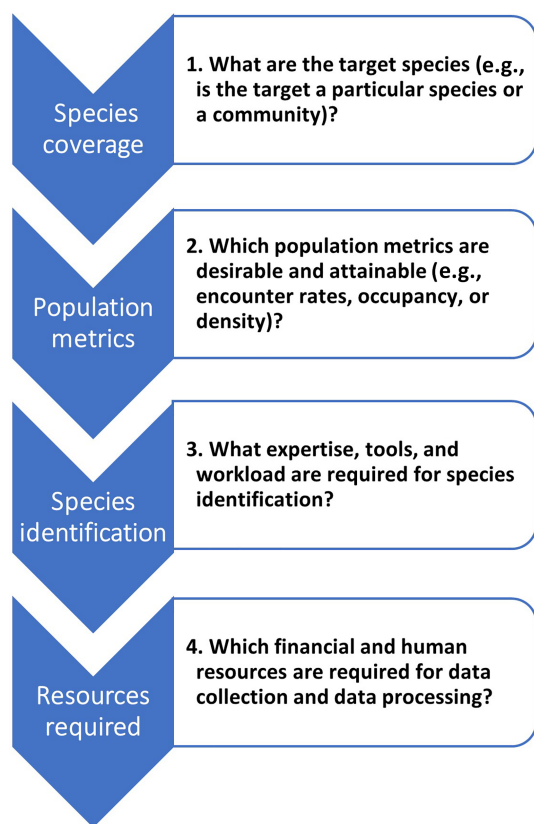 Species
coverage
1. What are the target species (e.g.,
is the target a particular species or
a community)?
Population
metrics
2. Which population metrics are
desirable and attainable (e.g.,
encounter rates, occupancy, or
density)?
Species
identification
3. What expertise, tools, and
workload are required for species
identification?
Resources
required
4. Which financial and human
resources are required for data
collection and data processing?